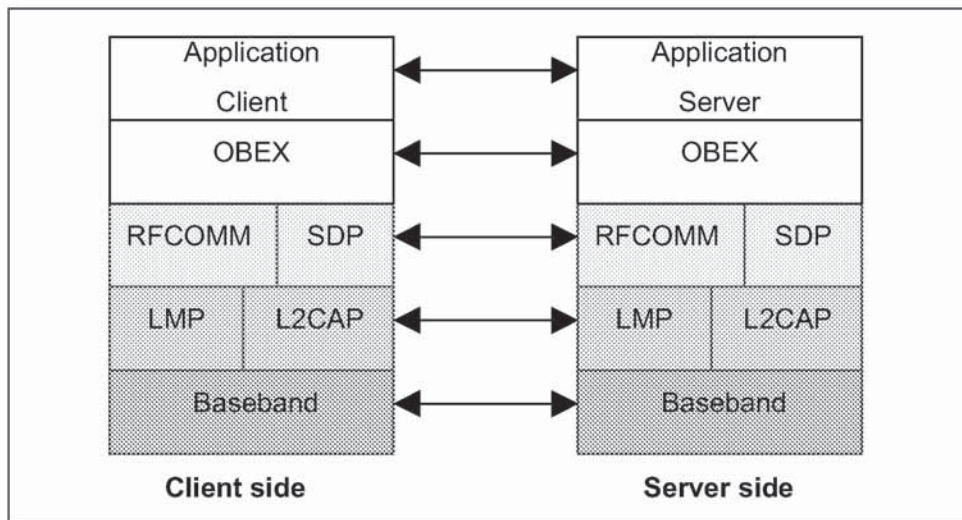 Application
Client
OBEX
RFCOMM SDP
LMP L2CAP
Baseband
Client side
Application
Server
OBEX
RFCOMM SDP
LMP L2CAP
Baseband
Server side